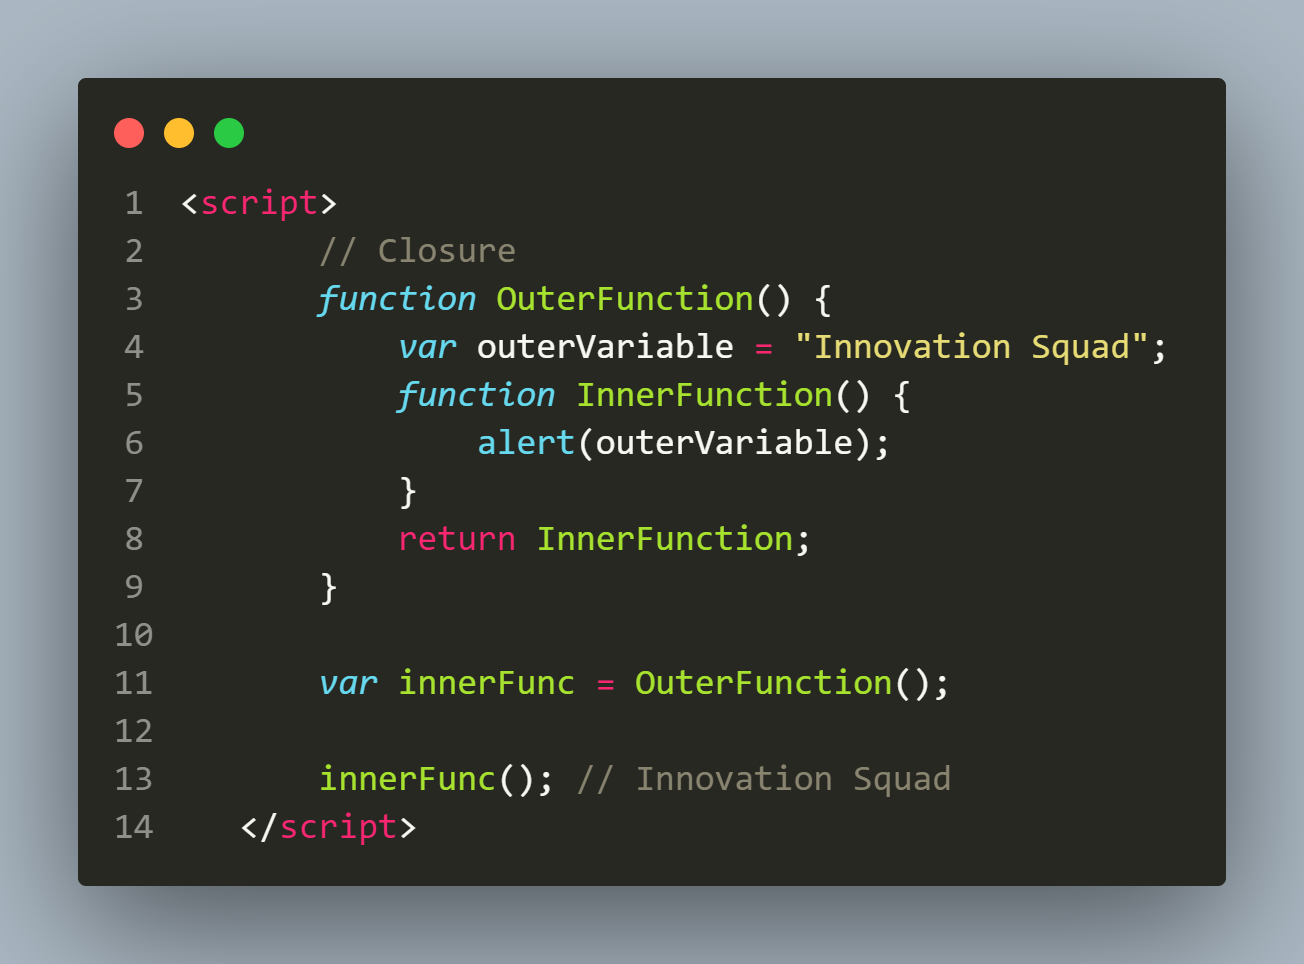 1 <script>
2 // Closure
3 function OuterFunction() {
4 var outerVariable = "Innovation Squad";
5 function InnerFunction() {
6 alert(outerVariable);
7 }
8 return InnerFunction;
9 }
10
11 var innerFunc = OuterFunction();
12
13 innerFunc(); // Innovation Squad
14 </script>